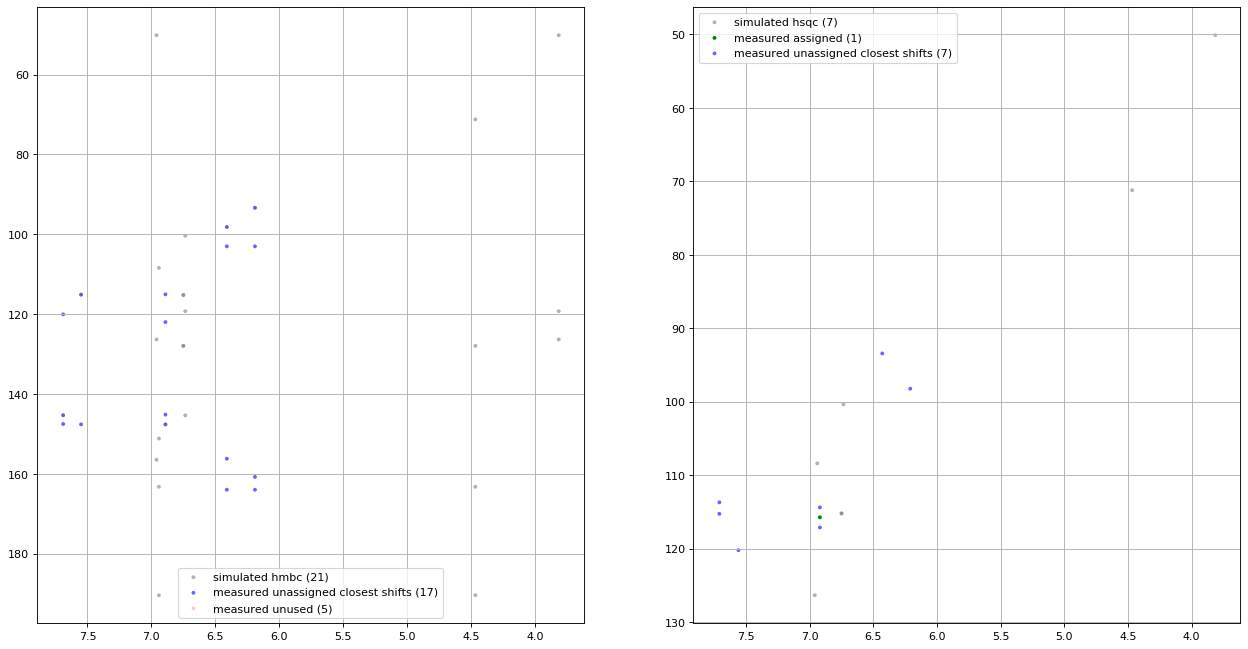 60
80
100
120
140
160
180
7.5 7.0 6.5 6.0 5.5 5.0 4.5 4.0
simulated hmbc (21)
measured unassigned closest shifts (17)
measured unused (5)
50
60
70
80
90
100
110
120
130
7.5 7.0 6.5 6.0 5.5 5.0 4.5 4.0
simulated hsqc (7)
measured assigned (1)
measured unassigned closest shifts (7)